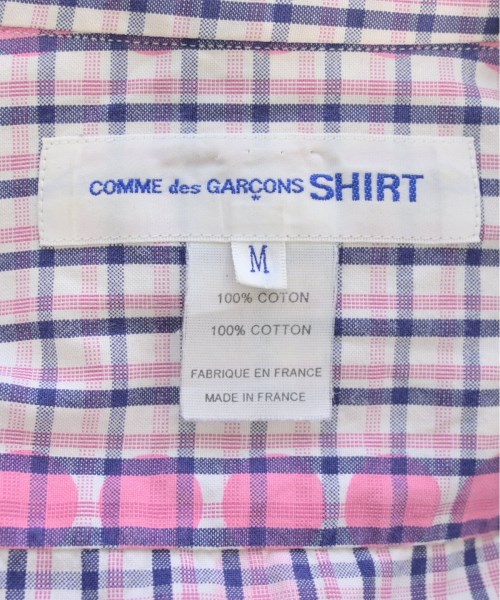 COMME des GARÇONS SHIRT
M
100% COTON
100% COTTON
FABRIQUE EN FRANCE
MADE IN FRANCE